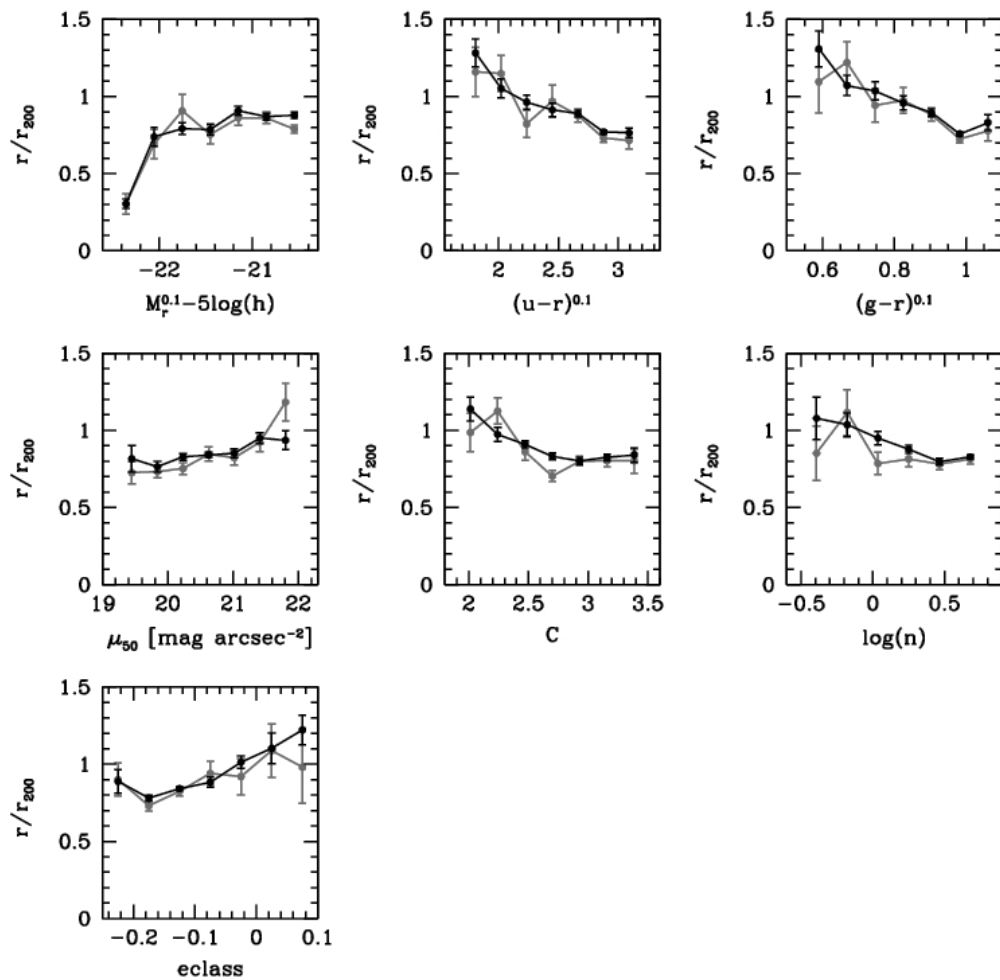 1.5
1
0.5
0
r/r₂₀₀
−22 −21
M_r^0.1−5log(h)
1.5
1
0.5
0
r/r₂₀₀
2 2.5 3
(u−r)^0.1
1.5
1
0.5
0
r/r₂₀₀
0.6 0.8 1
(g−r)^0.1
1.5
1
0.5
0
r/r₂₀₀
19 20 21 22
μ₅₀ [mag arcsec⁻²]
1.5
1
0.5
0
r/r₂₀₀
2 2.5 3 3.5
C
1.5
1
0.5
0
r/r₂₀₀
−0.5 0 0.5
log(n)
1.5
1
0.5
0
r/r₂₀₀
−0.2 −0.1 0 0.1
eclass